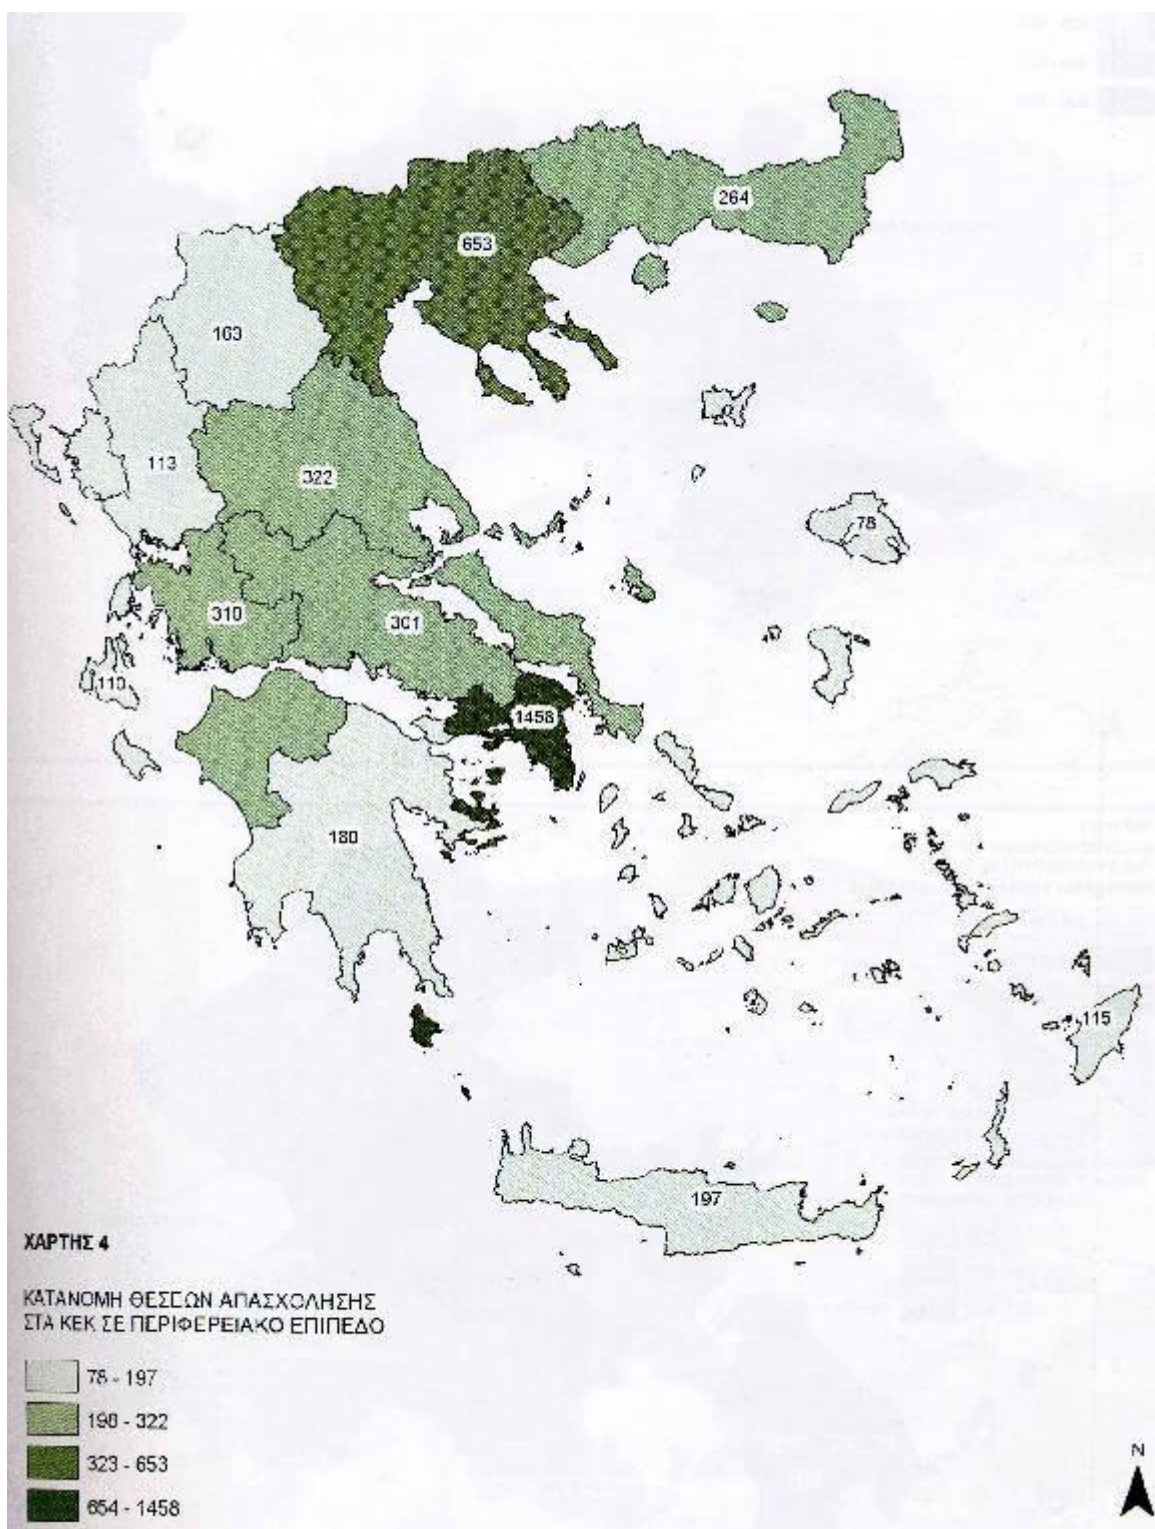 264
653
163
113
322
78
310
301
110
1458
180
115
197
ΧΑΡΤΗΣ 4
ΚΑΤΑΝΟΜΗ ΘΕΣΕΩΝ ΑΠΑΣΧΟΛΗΣΗΣ
ΣΤΑ ΚΕΚ ΣΕ ΠΕΡΙΦΕΡΕΙΑΚΟ ΕΠΙΠΕΔΟ
78 - 197
198 - 322
323 - 653
654 - 1458
N